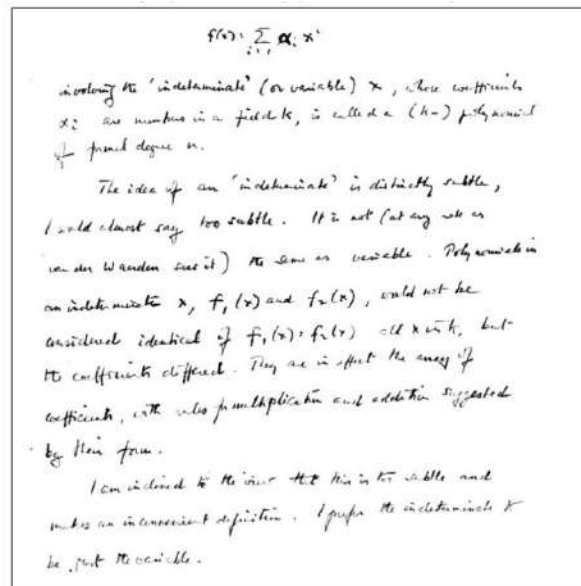 f(x) = Σ αᵢ xⁱ
i=1
involving the 'indeterminate' (or variable) x, whose coefficients
αᵢ are numbers in a field k, is called a (k-) polynomial
of formal degree n.
The idea of an 'indeterminate' is distinctly subtle,
I would almost say too subtle. It is not (at any rate as
van der Waerden sees it) the same as variable. Polynomials in
an indeterminate x, f₁(x) and f₂(x), would not be
considered identical if f₁(x) = f₂(x) all x in k, but
the coefficients differed. They are in effect the array of
coefficients, with rules for multiplication and addition suggested
by their form.
I am inclined to the view that this is too subtle and
makes an inconvenient definition. I prefer the indeterminate k
be just the variable.